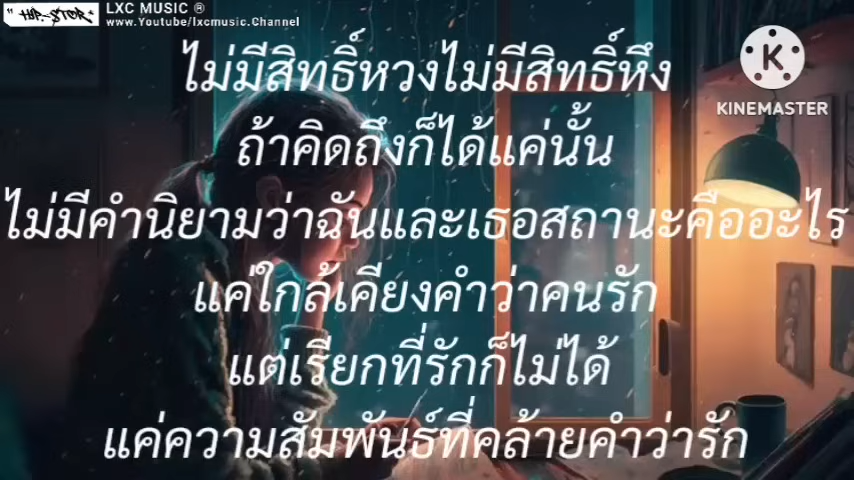 HIP-STER
LXC MUSIC ®
www.Youtube/lxcmusic.Channel
K
KINEMASTER
ไม่มีสิทธิ์หวงไม่มีสิทธิ์หึง
ถ้าคิดถึงก็ได้แค่นั้น
ไม่มีคำนิยามว่าฉันและเธอสถานะคืออะไร
แค่ใกล้เคียงคำว่าคนรัก
แต่เรียกที่รักก็ไม่ได้
แค่ความสัมพันธ์ที่คล้ายคำว่ารัก